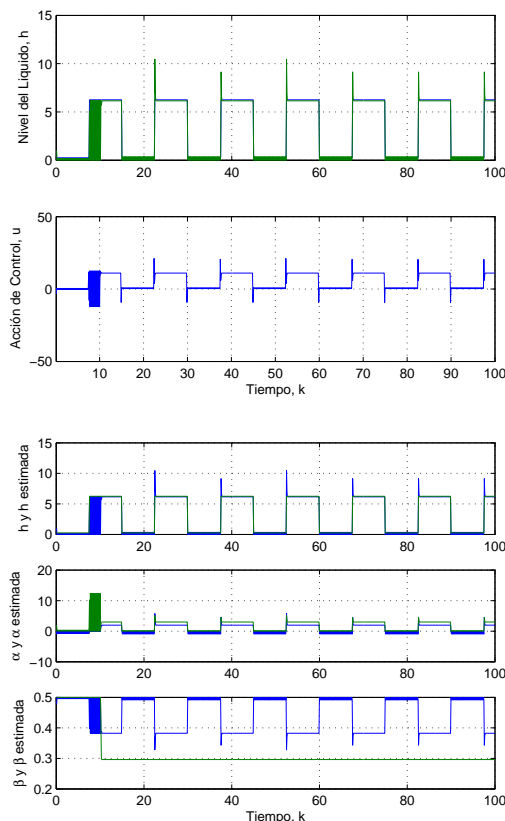 15
10
5
0
Nivel del Liquido, h
0 20 40 60 80 100
50
0
−50
Acción de Control, u
10 20 30 40 50 60 70 80 90 100
Tiempo, k
15
10
5
0
h y h estimada
0 20 40 60 80 100
20
10
0
−10
α y α estimada
0 20 40 60 80 100
0.5
0.4
0.3
0.2
β y β estimada
0 20 40 60 80 100
Tiempo, k